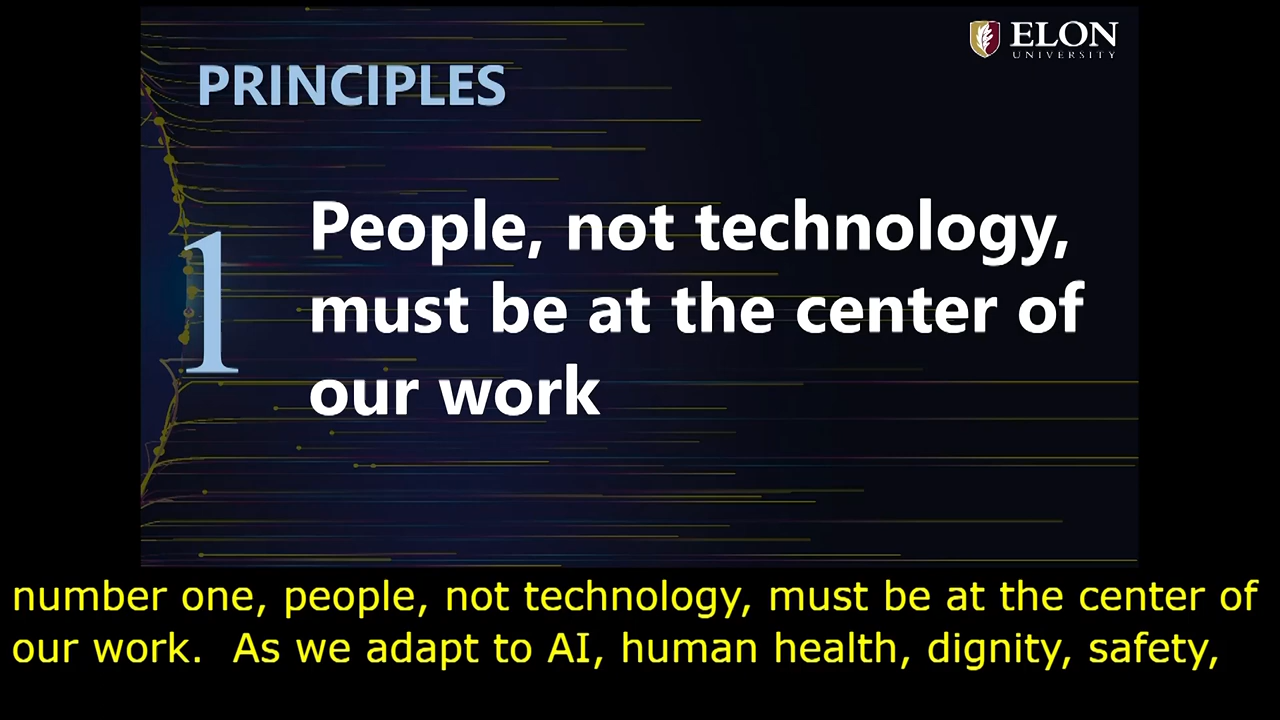 ELON
UNIVERSITY
PRINCIPLES
1
People, not technology,
must be at the center of
our work
number one, people, not technology, must be at the center of
our work.  As we adapt to AI, human health, dignity, safety,